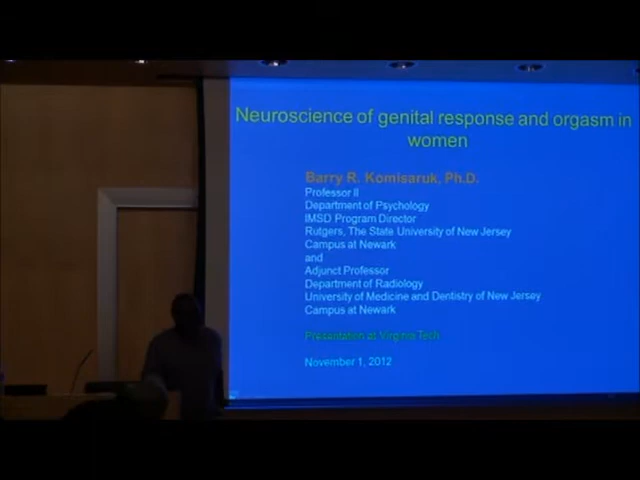 Neuroscience of genital response and orgasm in
women
Barry R. Komisaruk, Ph.D.
Professor II
Department of Psychology
IMSD Program Director
Rutgers, The State University of New Jersey
Campus at Newark
and
Adjunct Professor
Department of Radiology
University of Medicine and Dentistry of New Jersey
Campus at Newark
Presentation at Virginia Tech
November 1, 2012